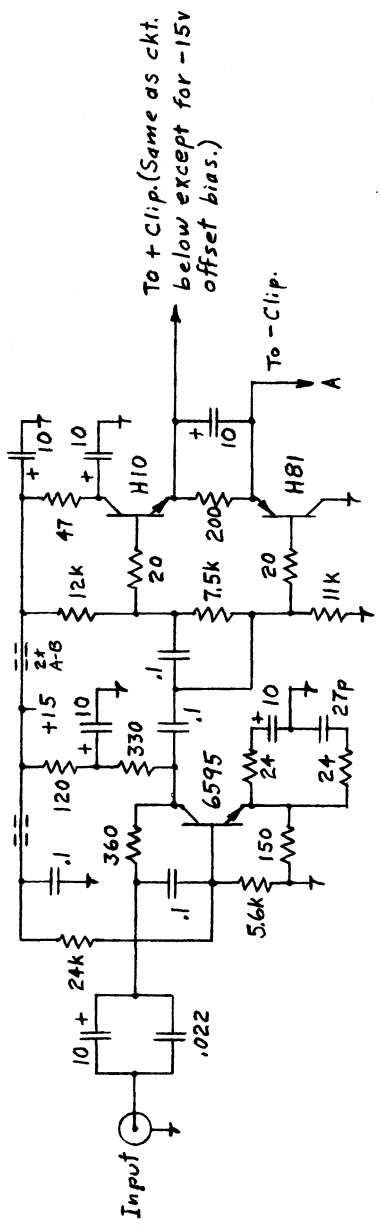 Input
10 +
.022
24k
.1
.1
5.6k
360
150
6595
120
330
10
+
+15
2x
A-B
24
10
+
24
27p
.1
.1
12k
7.5k
11k
20
20
47
200
H10
H81
10
+
10
+
10
+
To + Clip. (Same as ckt.
below except for -15v
offset bias.)
To - Clip.
A